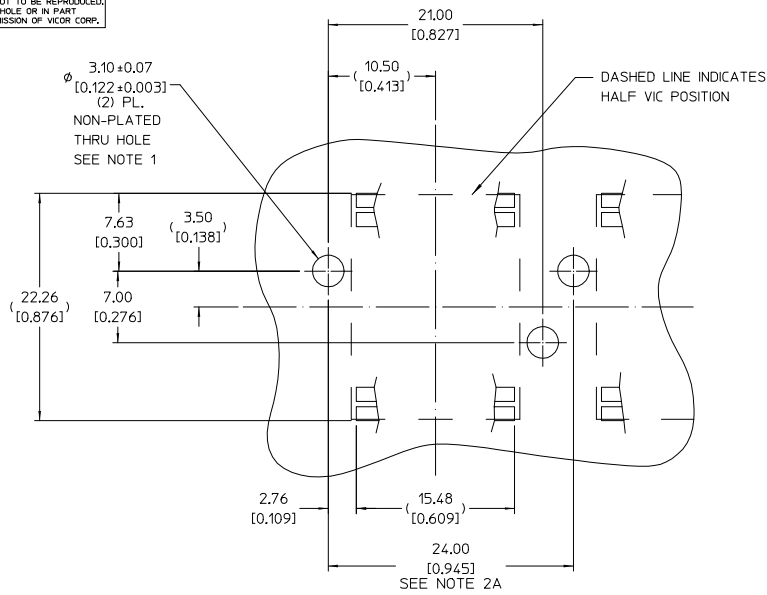 NOT TO BE REPRODUCED.
HOLE OR IN PART
MISSION OF VICOR CORP.
21.00
[0.827]
10.50
[0.413]
DASHED LINE INDICATES
HALF VIC POSITION
ϕ 3.10 ±0.07
[0.122 ±0.003]
(2) PL.
NON-PLATED
THRU HOLE
SEE NOTE 1
7.63
[0.300]
3.50
[0.138]
22.26
[0.876]
7.00
[0.276]
2.76
[0.109]
15.48
[0.609]
24.00
[0.945]
SEE NOTE 2A